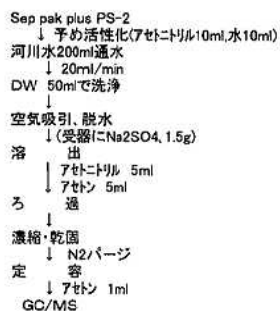 Sep pak plus PS-2
↓ 予め活性化(アセトニトリル10ml,水10ml)
河川水200ml通水
↓ 20ml/min
DW 50mlで洗浄
↓
空気吸引、脱水
↓(受器にNa2SO4、1.5g)
溶 出
アセトニトリル 5ml
↓ アセトン 5ml
ろ 過
↓
濃縮・乾固
↓ N2パージ
定 容
↓ アセトン 1ml
GC/MS